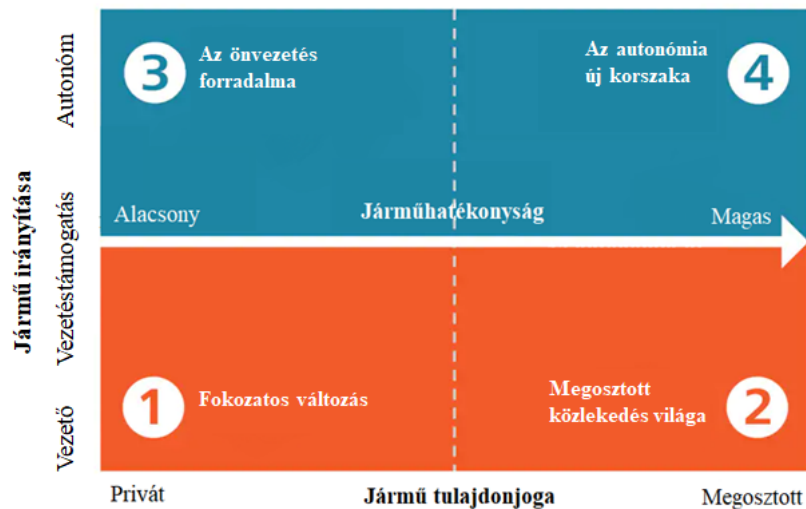 Jármű irányítása
Autonóm
Vezetéstámogatás
Vezető
3
Az önvezetés
forradalma
Az autonómia
új korszaka
4
Alacsony
Járműhatékonyság
Magas
1
Fokozatos változás
Megosztott
közlekedés világa
2
Privát
Jármű tulajdonjoga
Megosztott